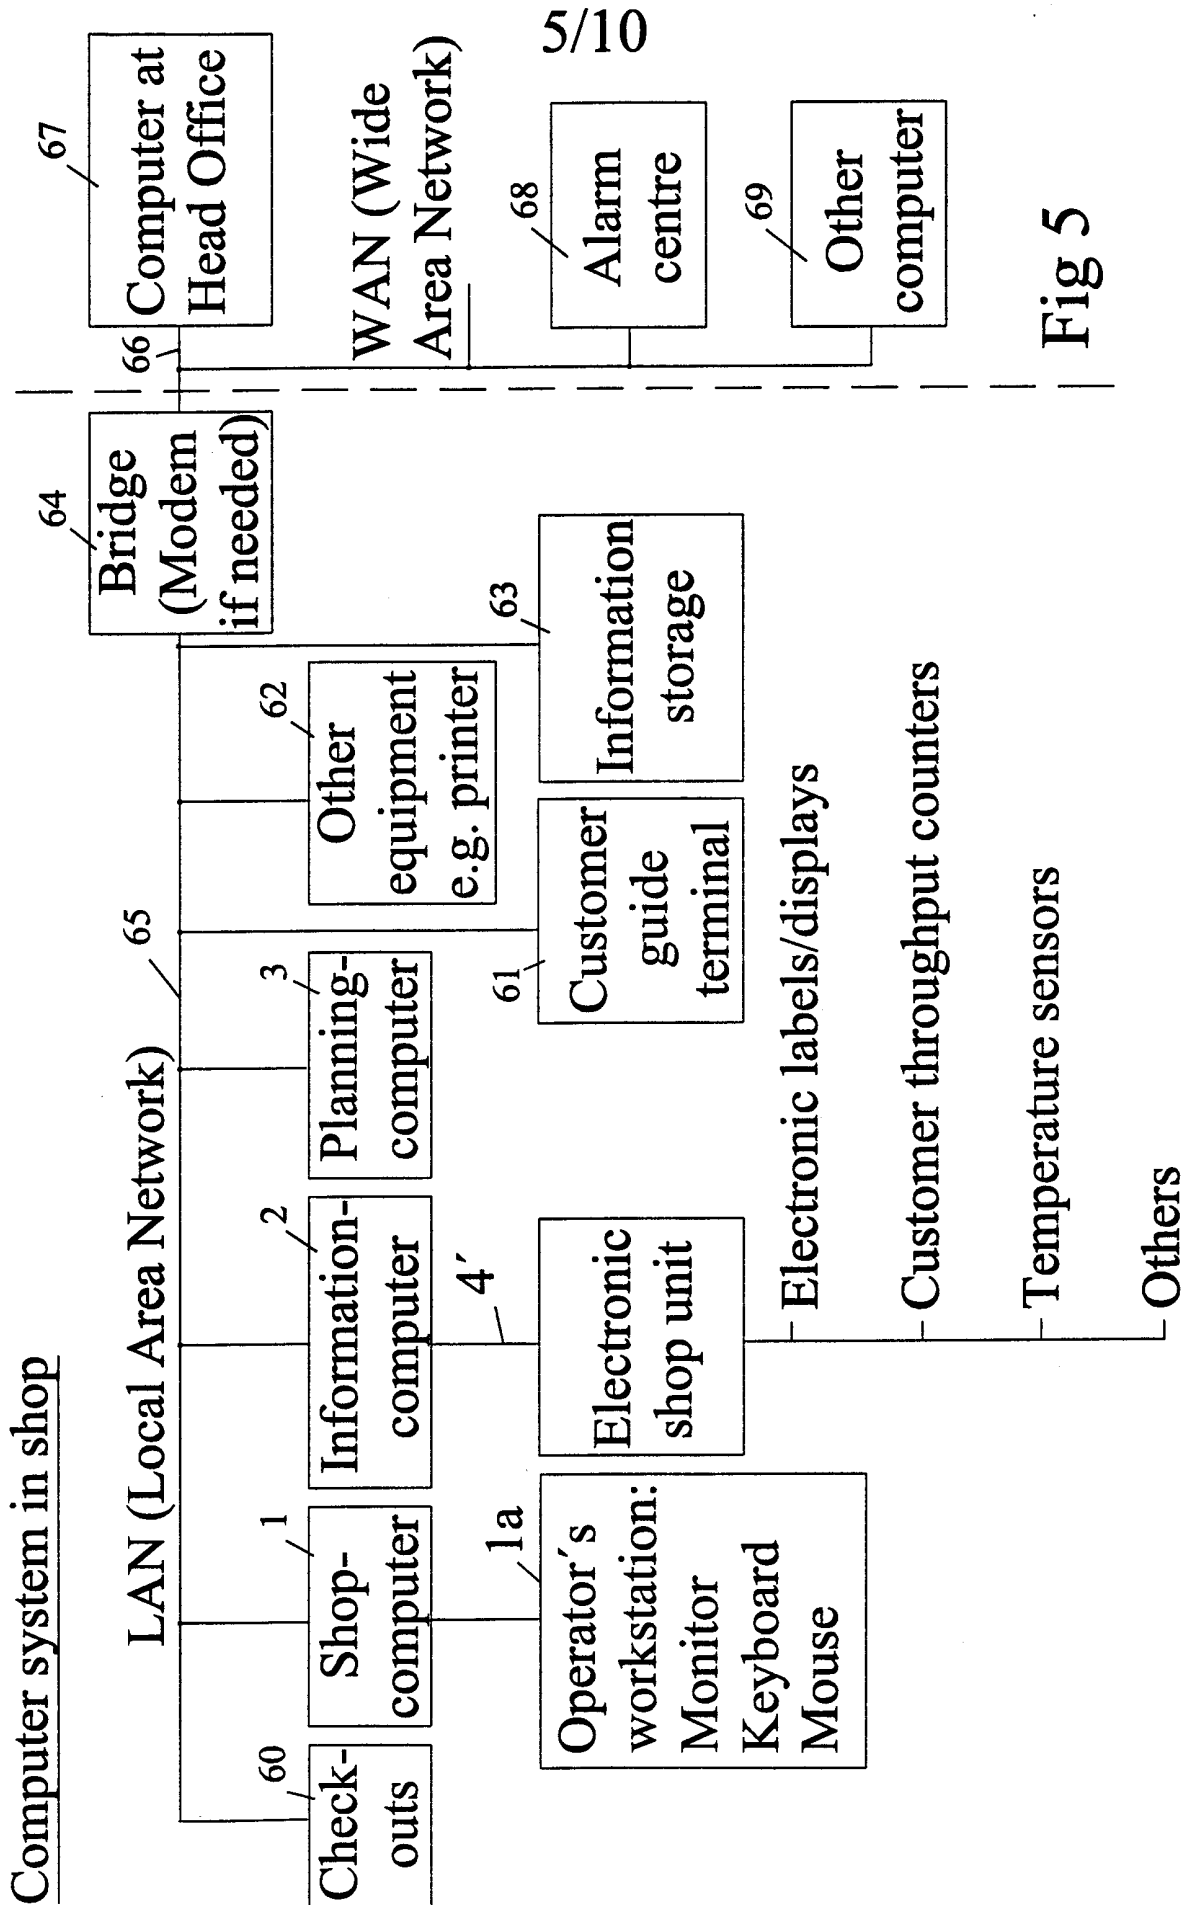 5/10
Computer system in shop
LAN (Local Area Network)
65
60
Check-
outs
1
Shop-
computer
2
Information-
computer
3
Planning-
computer
62
Other
equipment
e.g. printer
64
Bridge
(Modem
if needed)
66
67
Computer at
Head Office
WAN (Wide
Area Network)
1a
Operator´s
workstation:
Monitor
Keyboard
Mouse
4´
Electronic
shop unit
61
Customer
guide
terminal
63
Information
storage
68
Alarm
centre
69
Other
computer
Electronic labels/displays
Customer throughput counters
Temperature sensors
Others
Fig 5